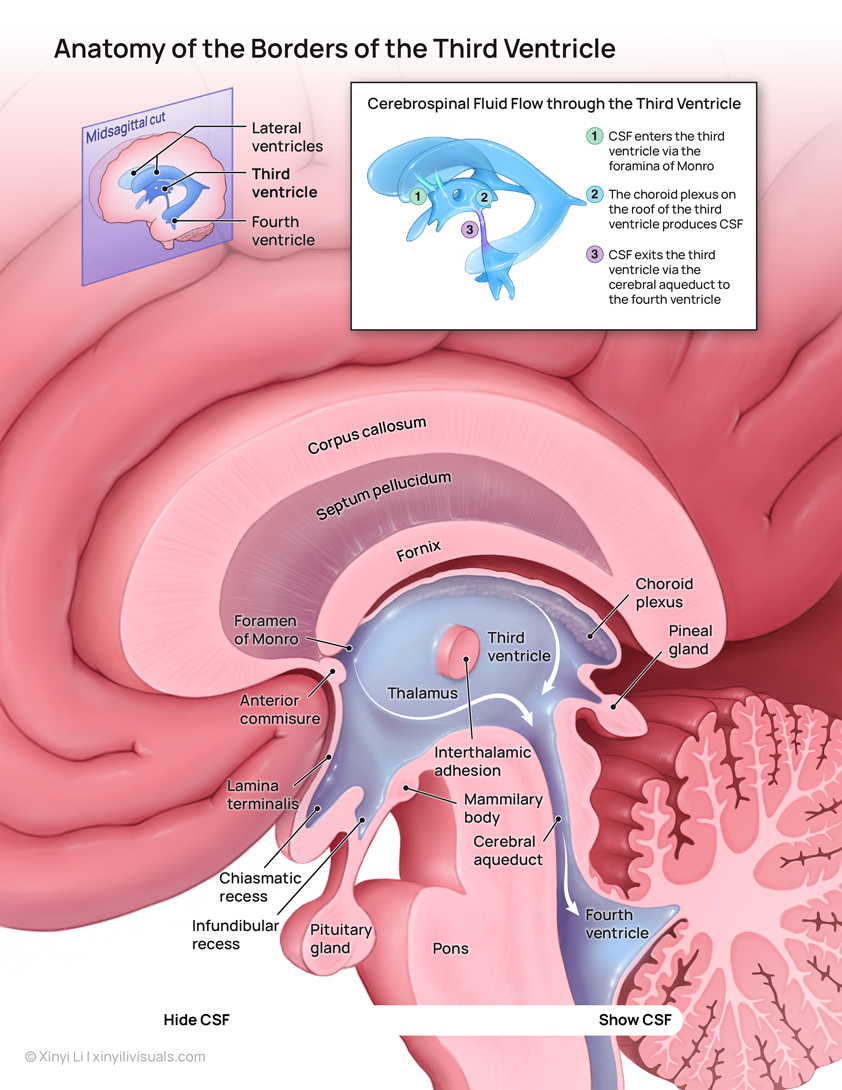 Anatomy of the Borders of the Third Ventricle
Midsagittal cut
Lateral
ventricles
Third
ventricle
Fourth
ventricle
Cerebrospinal Fluid Flow through the Third Ventricle
1
2
3
1 CSF enters the third
ventricle via the
foramina of Monro
2 The choroid plexus on
the roof of the third
ventricle produces CSF
3 CSF exits the third
ventricle via the
cerebral aqueduct to
the fourth ventricle
Corpus callosum
Septum pellucidum
Fornix
Choroid
plexus
Pineal
gland
Foramen
of Monro
Third
ventricle
Thalamus
Anterior
commisure
Interthalamic
adhesion
Lamina
terminalis
Mammilary
body
Cerebral
aqueduct
Chiasmatic
recess
Infundibular
recess
Pituitary
gland
Pons
Fourth
ventricle
Hide CSF
Show CSF
© Xinyi Li | xinyilivisuals.com